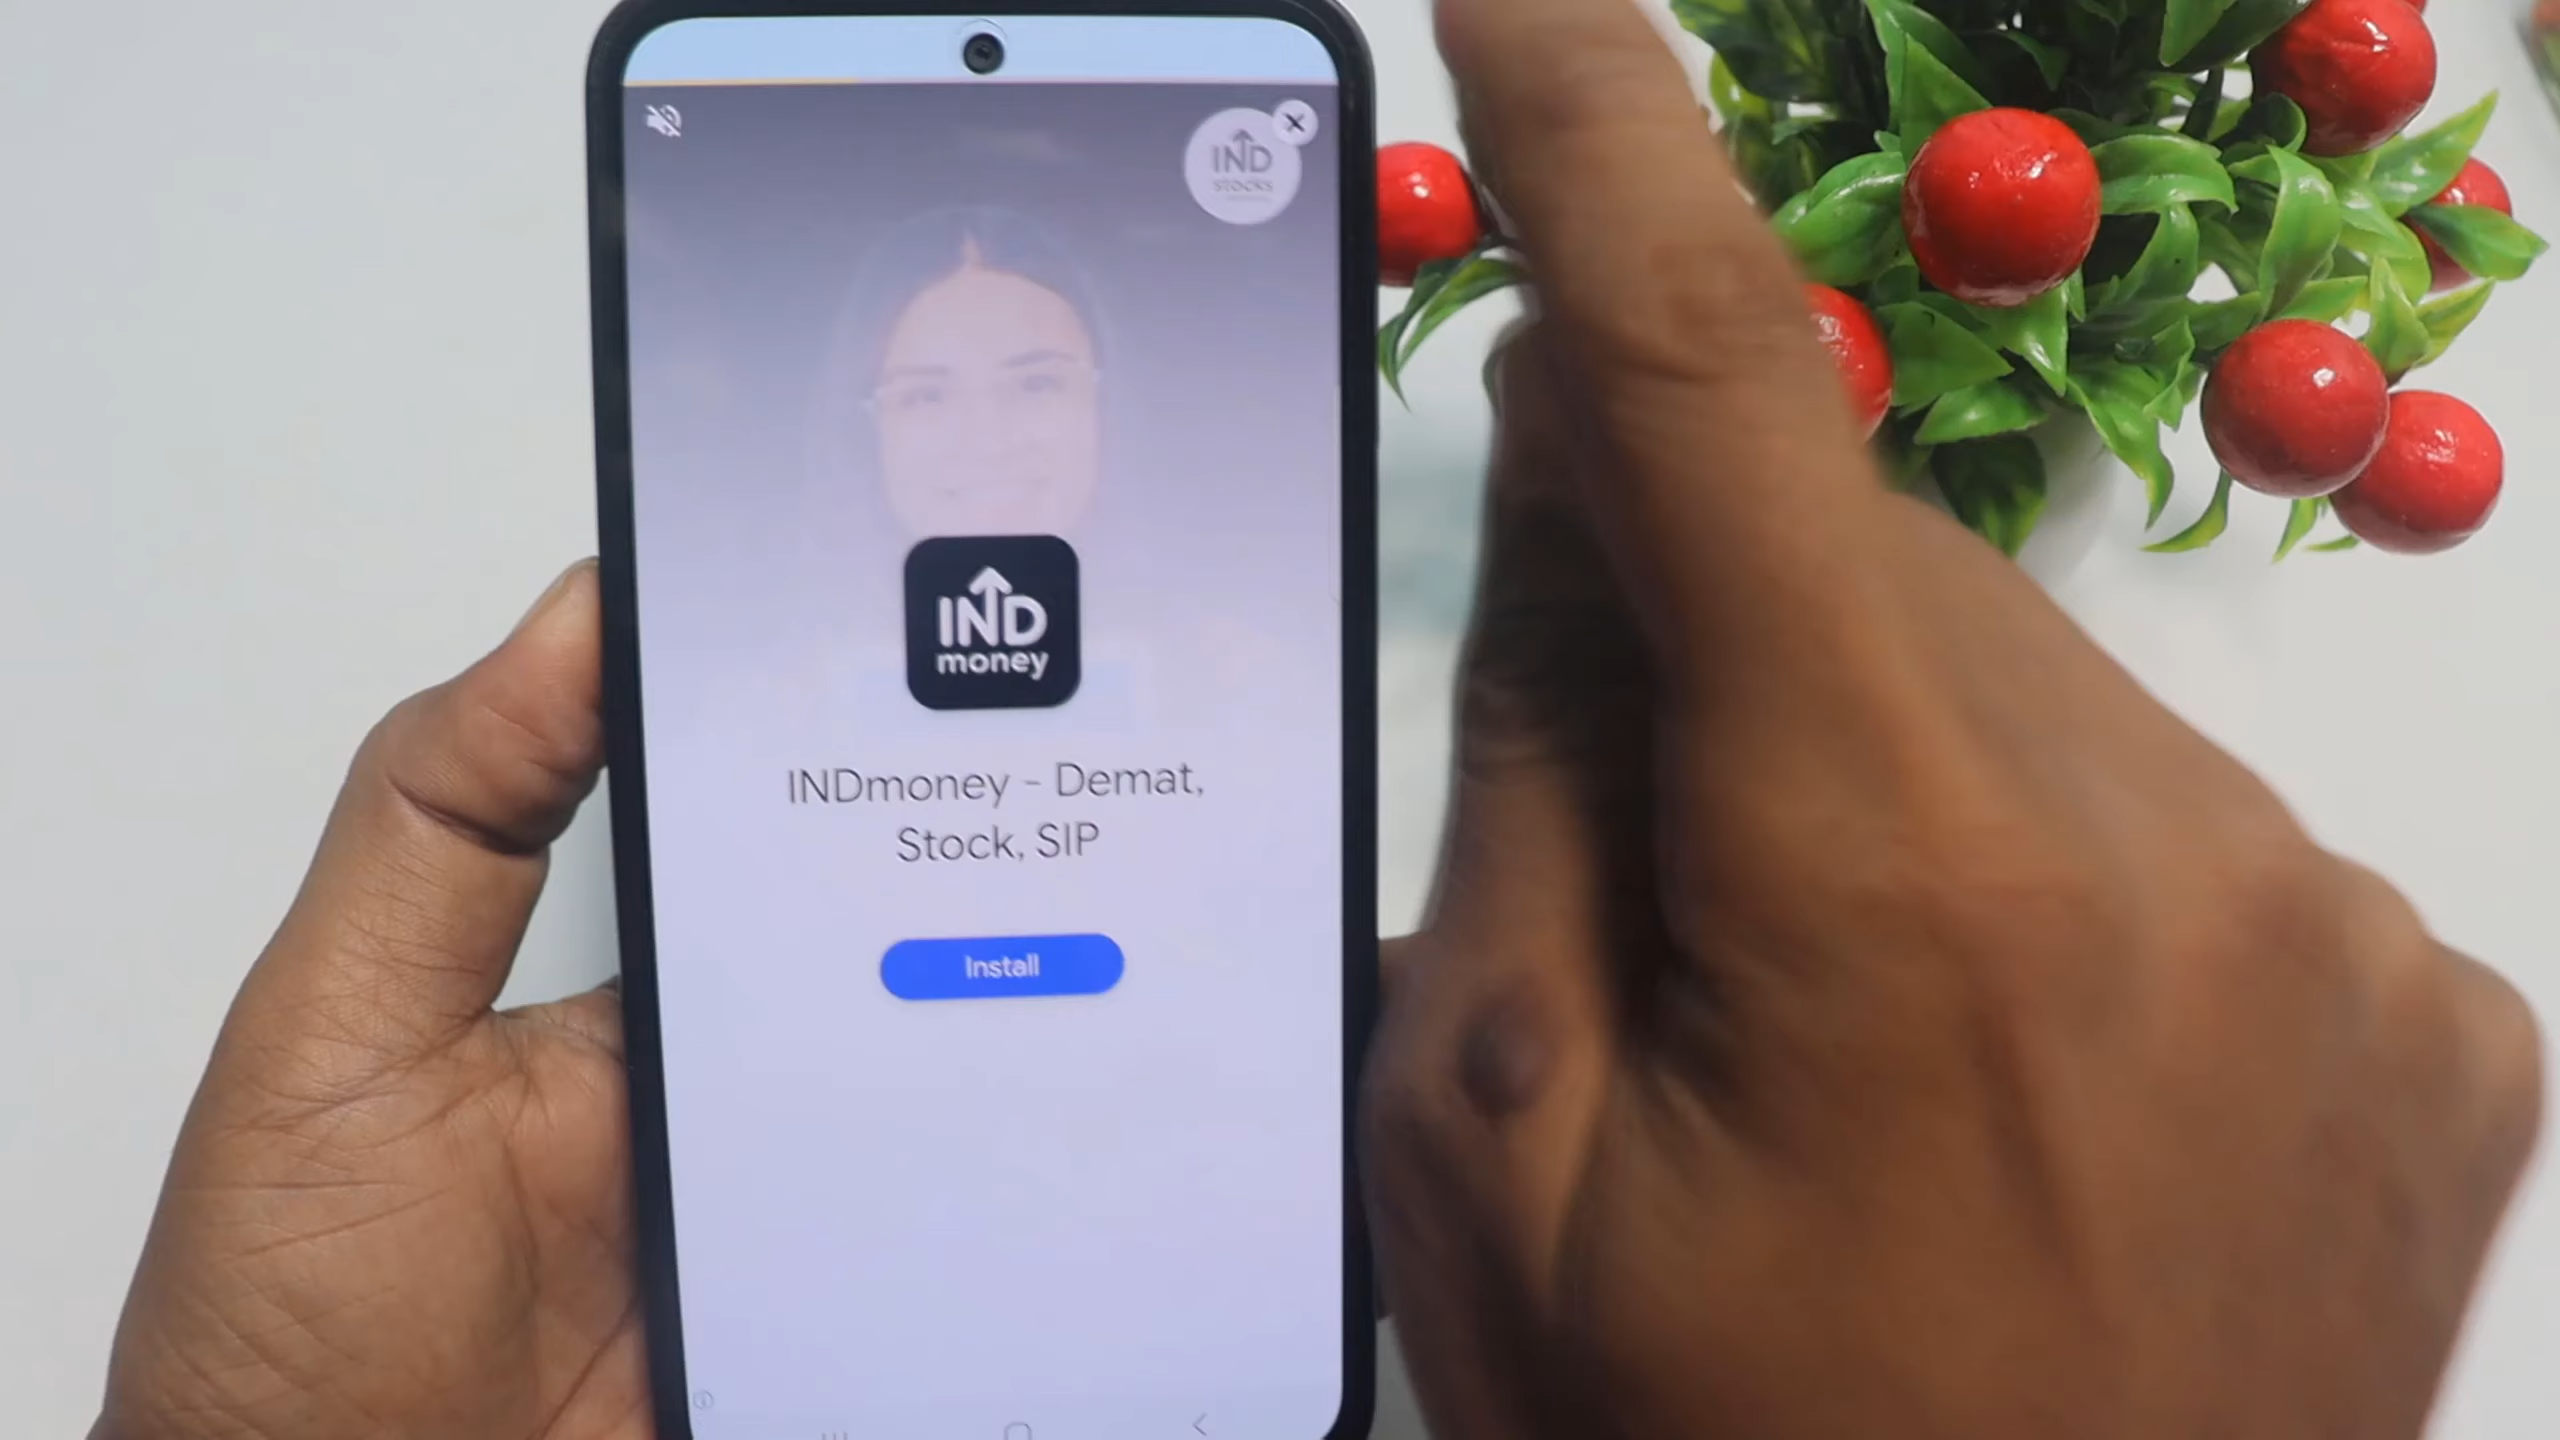 IND
STOCKS
IND
money
INDmoney - Demat,
Stock, SIP
Install